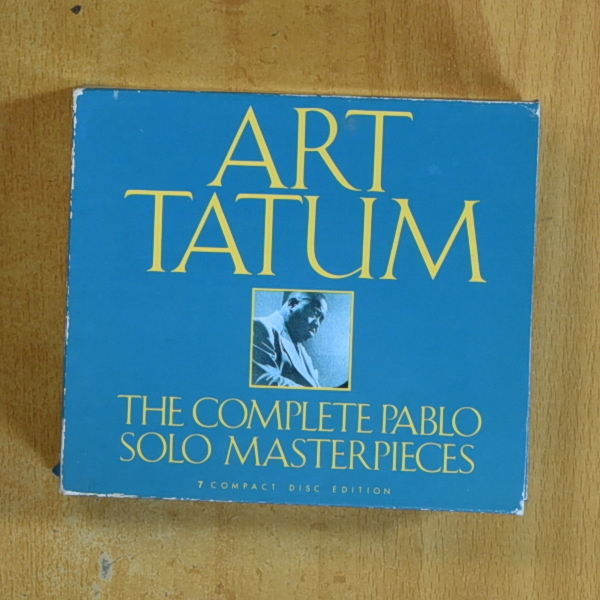 ART
TATUM
THE COMPLETE PABLO
SOLO MASTERPIECES
7 COMPACT DISC EDITION